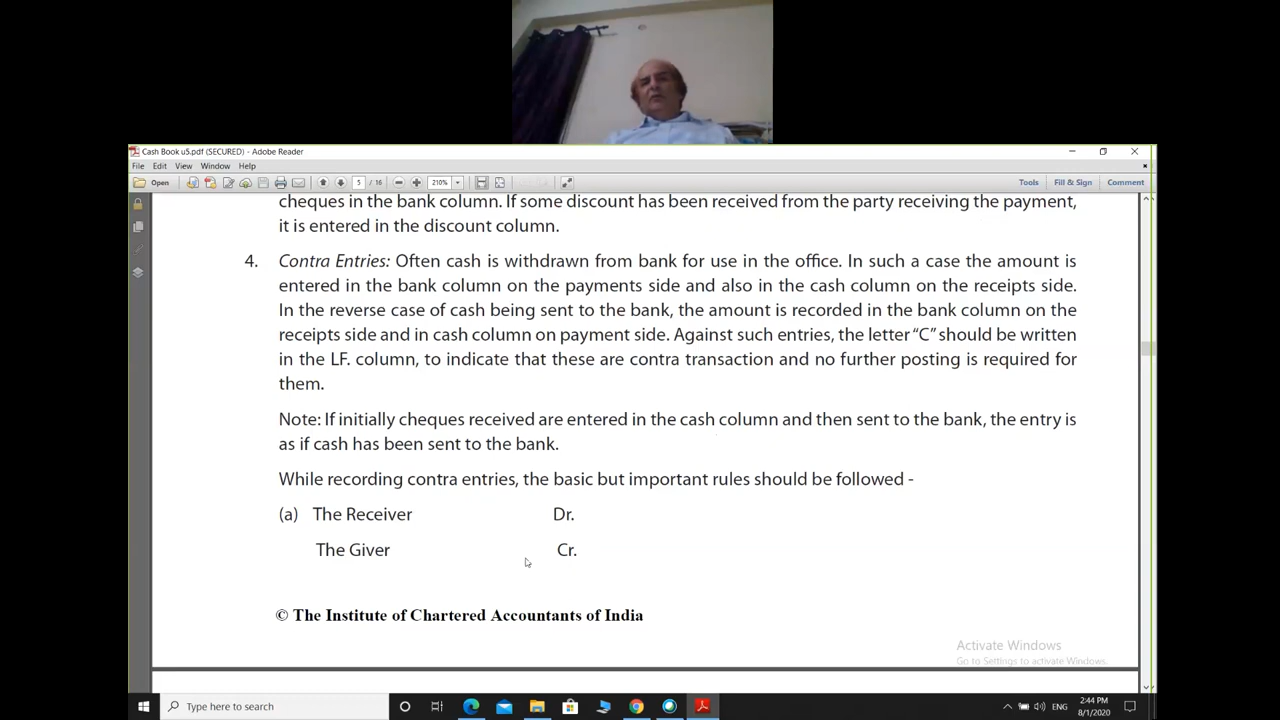 Cash Book u5.pdf (SECURED) - Adobe Reader
File Edit View Window Help
Open 5 / 16 210% Tools Fill & Sign Comment
cheques in the bank column. If some discount has been received from the party receiving the payment,
it is entered in the discount column.
4. Contra Entries: Often cash is withdrawn from bank for use in the office. In such a case the amount is
entered in the bank column on the payments side and also in the cash column on the receipts side.
In the reverse case of cash being sent to the bank, the amount is recorded in the bank column on the
receipts side and in cash column on payment side. Against such entries, the letter “C” should be written
in the LF. column, to indicate that these are contra transaction and no further posting is required for
them.
Note: If initially cheques received are entered in the cash column and then sent to the bank, the entry is
as if cash has been sent to the bank.
While recording contra entries, the basic but important rules should be followed -
(a) The Receiver Dr.
The Giver Cr.
© The Institute of Chartered Accountants of India
Activate Windows
Go to Settings to activate Windows.
Type here to search
ENG
2:44 PM
8/1/2020